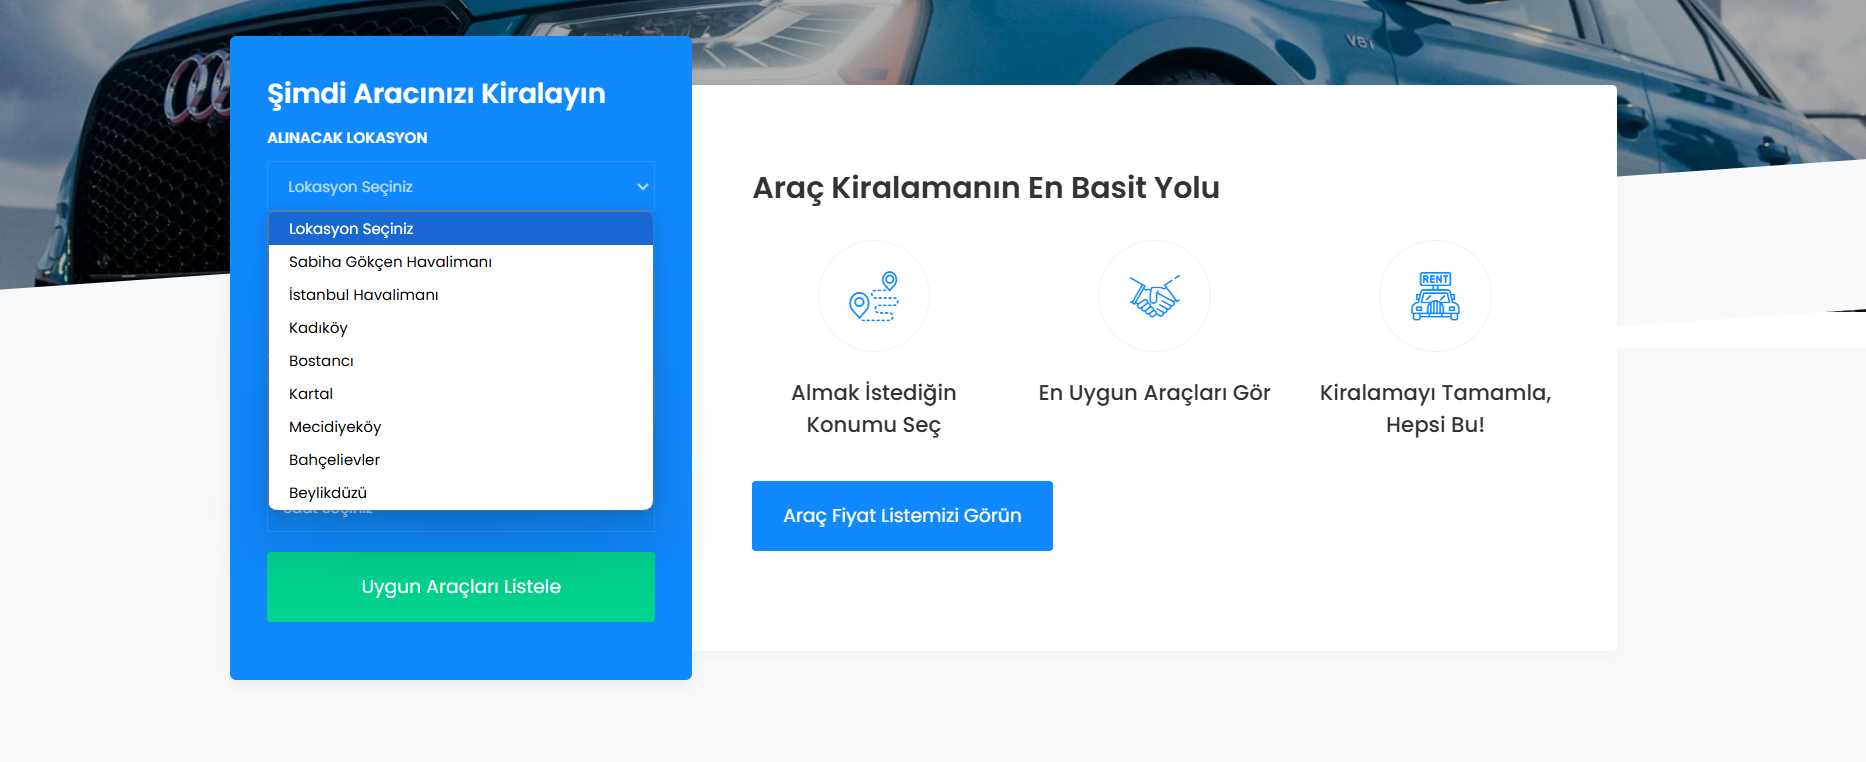 Şimdi Aracınızı Kiralayın
ALINACAK LOKASYON
Lokasyon Seçiniz
Lokasyon Seçiniz
Sabiha Gökçen Havalimanı
İstanbul Havalimanı
Kadıköy
Bostancı
Kartal
Mecidiyeköy
Bahçelievler
Beylikdüzü
Uygun Araçları Listele
Araç Kiralamanın En Basit Yolu
RENT
Almak İstediğin
Konumu Seç
En Uygun Araçları Gör
Kiralamayı Tamamla,
Hepsi Bu!
Araç Fiyat Listemizi Görün